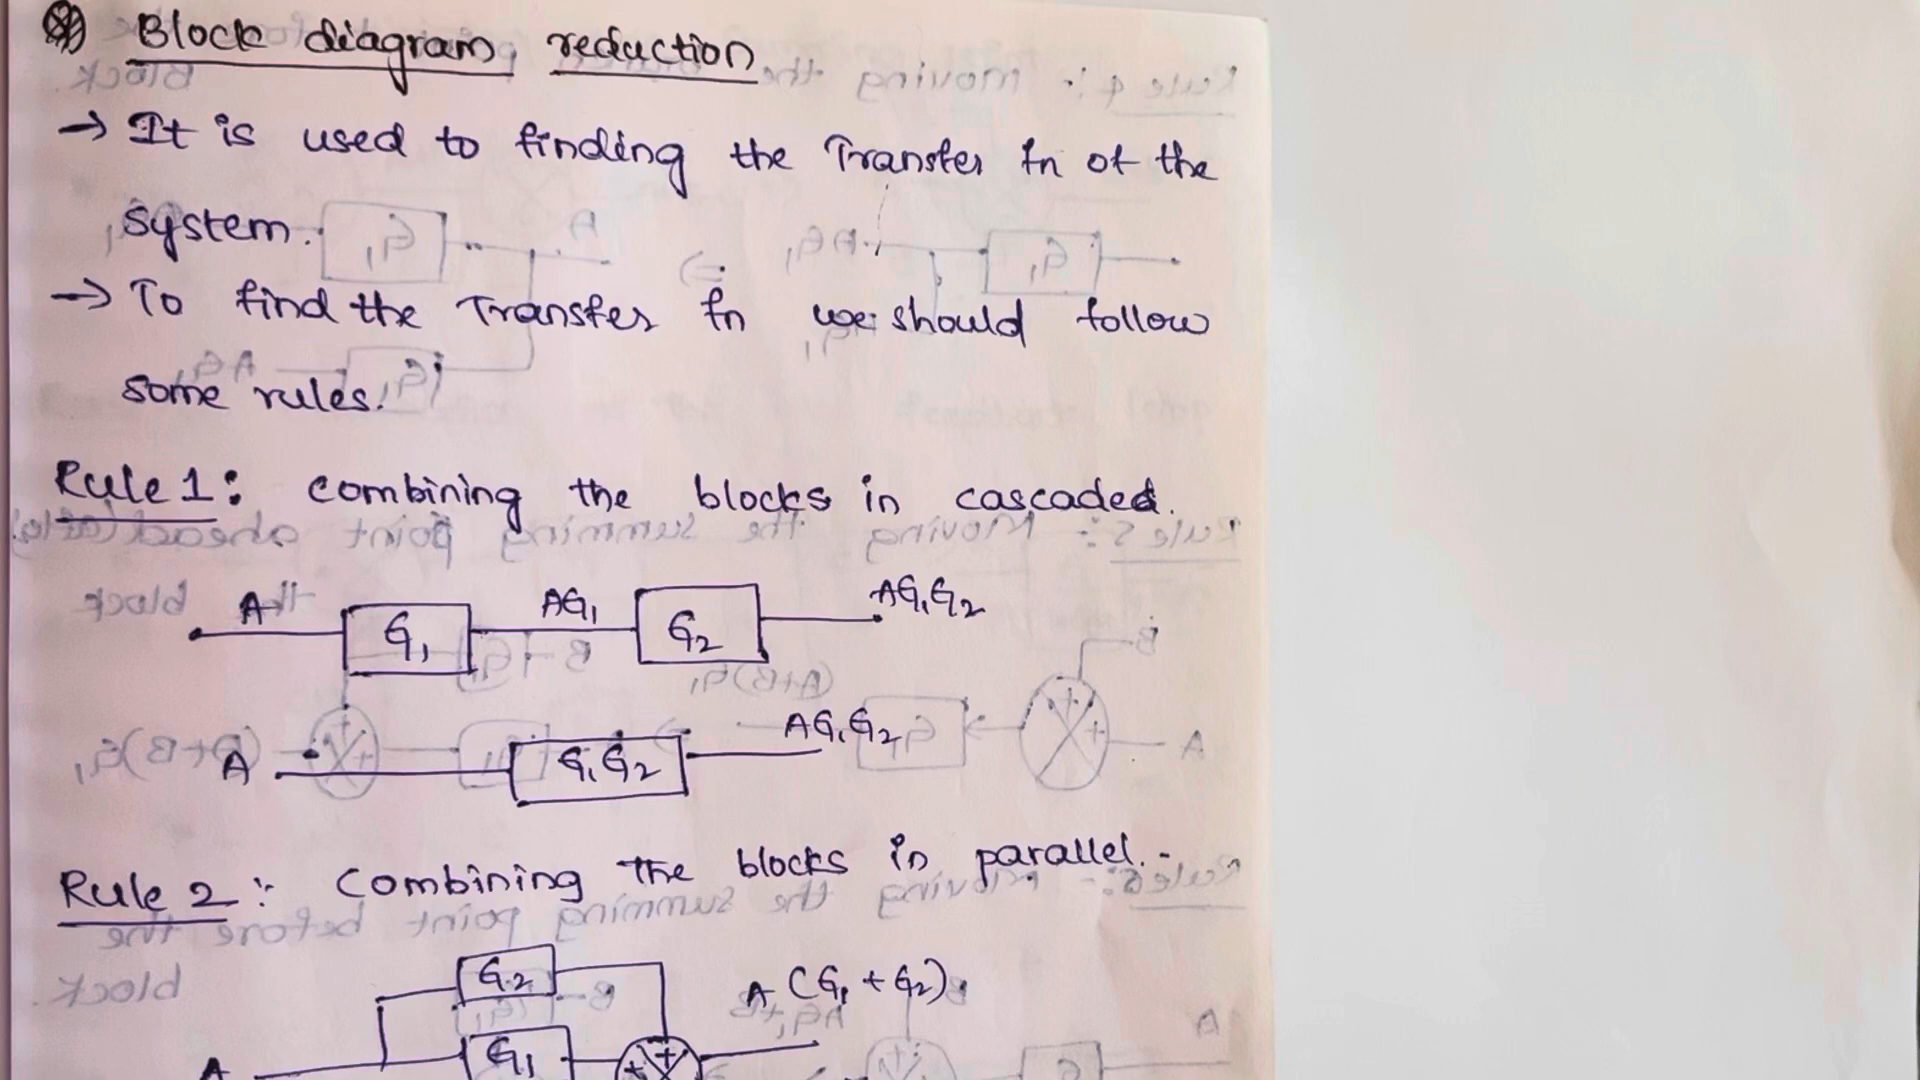 Block diagram reduction
→ It is used to finding the Transfer fn of the
system.
→ To find the Transfer fn we should follow
some rules.
Rule 1: combining the blocks in cascaded.
A G₁ AG₁ G₂ AG₁G₂
A G₁G₂ AG₁G₂
Rule 2 :- Combining the blocks in parallel.-
G₂ A (G₁ + G₂).
A G₁ + +